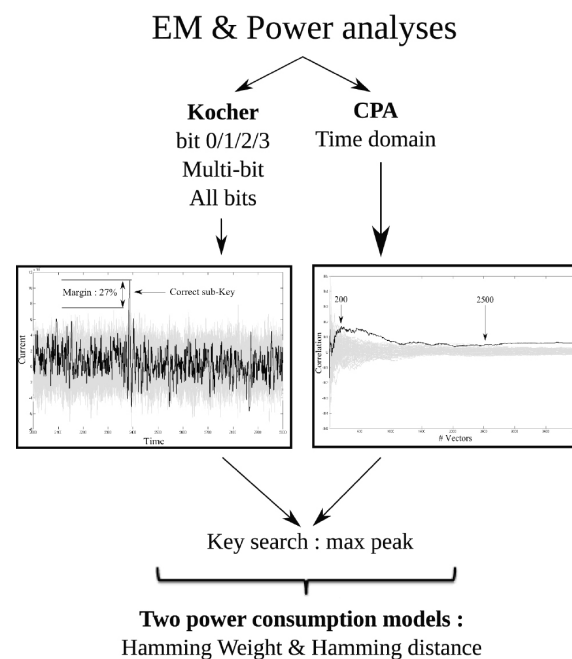 EM & Power analyses
Kocher
bit 0/1/2/3
Multi-bit
All bits
CPA
Time domain
Margin : 27%
Correct sub-Key
Current
Time
200
2500
Correlation
# Vectors
Key search : max peak
Two power consumption models :
Hamming Weight & Hamming distance